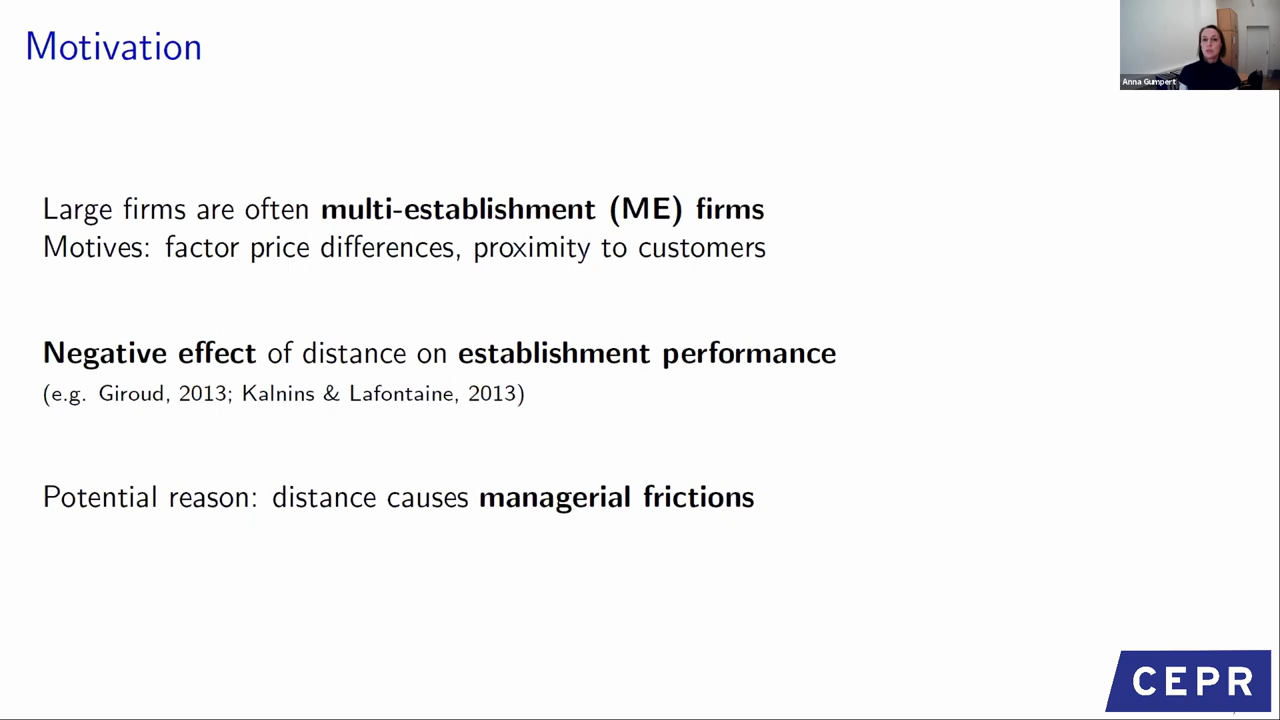 Motivation
Anna Gumpert
Large firms are often multi-establishment (ME) firms
Motives: factor price differences, proximity to customers
Negative effect of distance on establishment performance
(e.g. Giroud, 2013; Kalnins & Lafontaine, 2013)
Potential reason: distance causes managerial frictions
CEPR